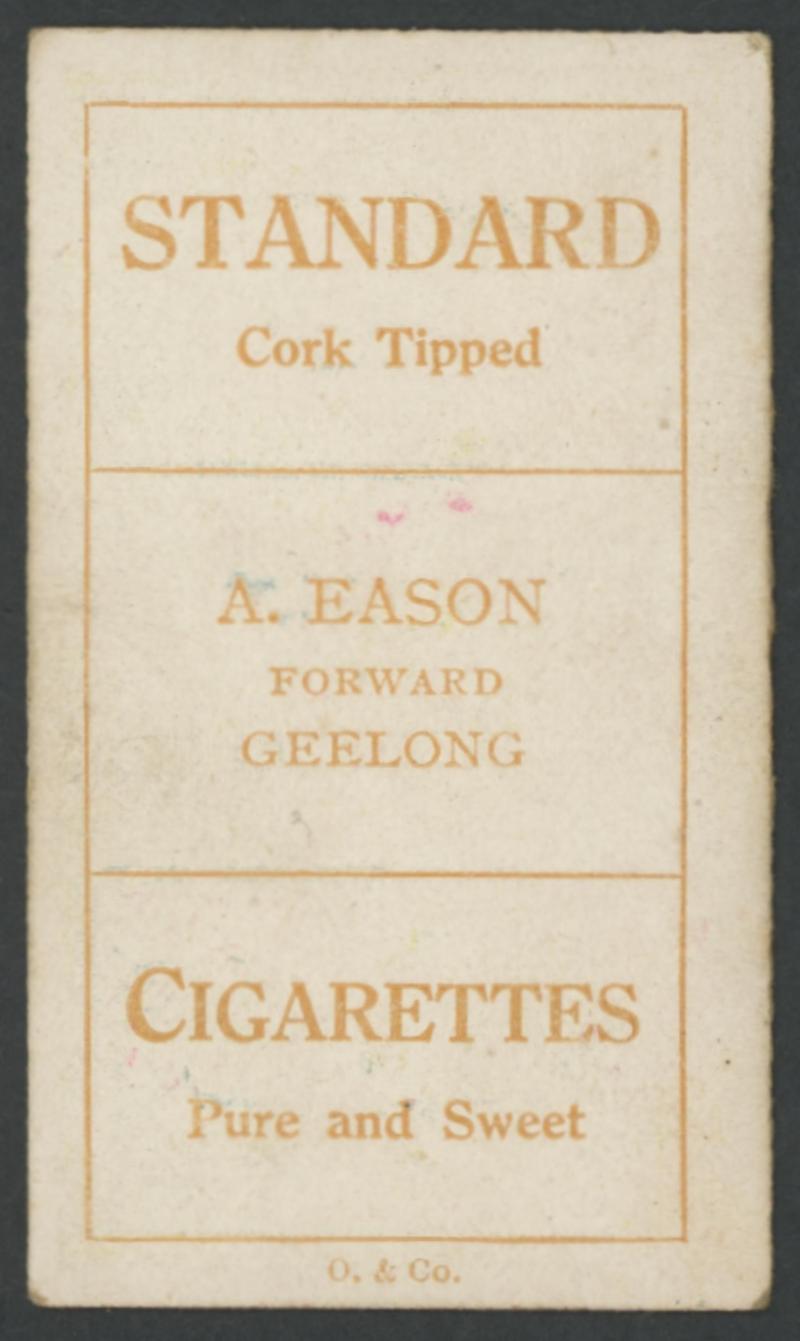 STANDARD
Cork Tipped
A. EASON
FORWARD
GEELONG
CIGARETTES
Pure and Sweet
O. & Co.